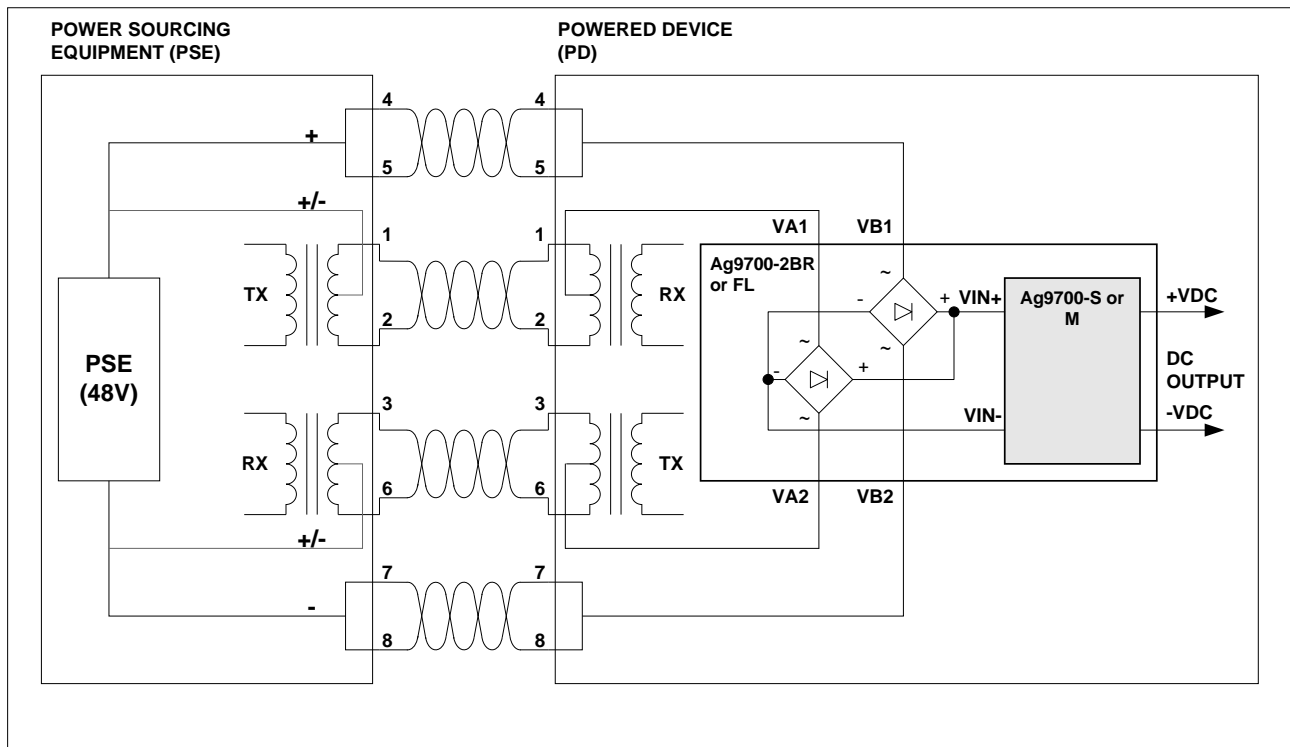 POWER SOURCING
EQUIPMENT (PSE)
POWERED DEVICE
(PD)
4
4
+
5
5
+/-
VA1
VB1
1
1
Ag9700-2BR
or FL
~
TX
RX
-
+
VIN+
Ag9700-S or
M
+VDC
2
2
~
~
PSE
(48V)
-
+
DC
OUTPUT
3
3
~
VIN-
-VDC
RX
TX
6
6
VA2
VB2
+/-
7
7
-
8
8